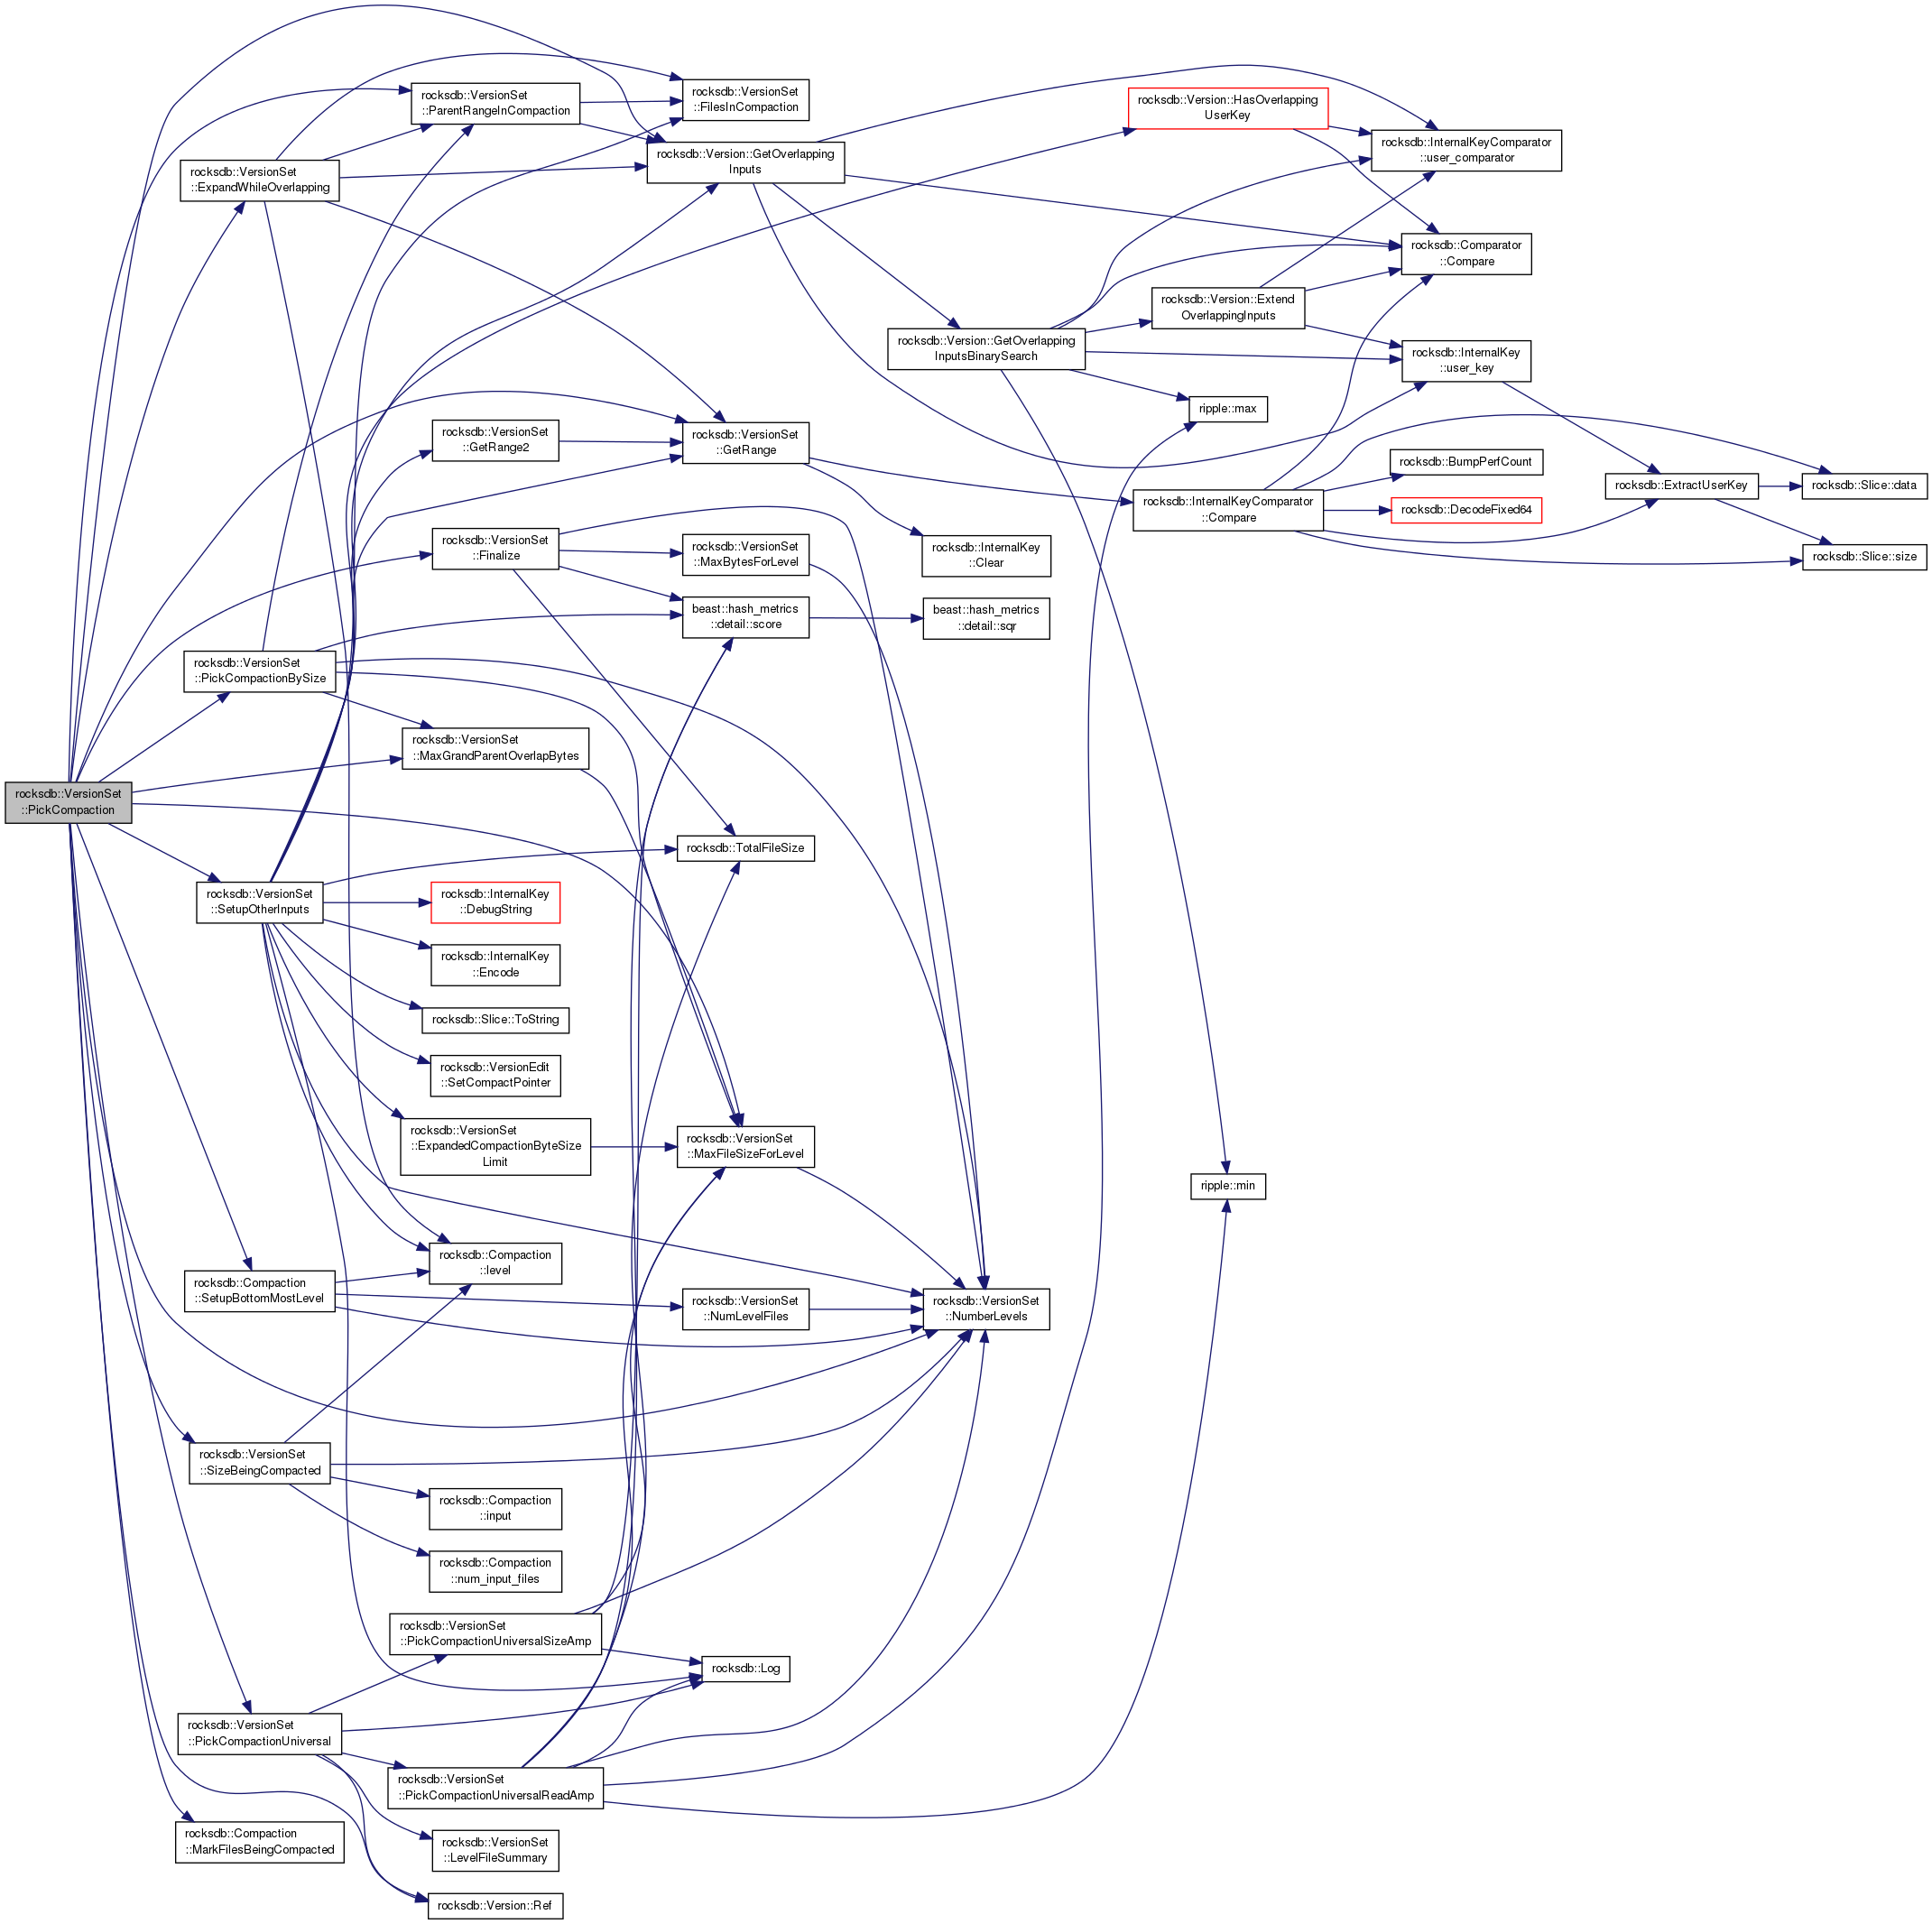 rocksdb::VersionSet
::PickCompaction
rocksdb::VersionSet
::ExpandWhileOverlapping
rocksdb::VersionSet
::PickCompactionBySize
rocksdb::VersionSet
::SetupOtherInputs
rocksdb::Compaction
::SetupBottomMostLevel
rocksdb::VersionSet
::SizeBeingCompacted
rocksdb::VersionSet
::PickCompactionUniversal
rocksdb::Compaction
::MarkFilesBeingCompacted
rocksdb::VersionSet
::ParentRangeInCompaction
rocksdb::VersionSet
::GetRange2
rocksdb::VersionSet
::Finalize
rocksdb::VersionSet
::MaxGrandParentOverlapBytes
rocksdb::InternalKey
::DebugString
rocksdb::InternalKey
::Encode
rocksdb::Slice::ToString
rocksdb::VersionEdit
::SetCompactPointer
rocksdb::VersionSet
::ExpandedCompactionByteSize
Limit
rocksdb::Compaction
::level
rocksdb::Compaction
::input
rocksdb::Compaction
::num_input_files
rocksdb::VersionSet
::PickCompactionUniversalSizeAmp
rocksdb::VersionSet
::PickCompactionUniversalReadAmp
rocksdb::VersionSet
::LevelFileSummary
rocksdb::Version::Ref
rocksdb::VersionSet
::FilesInCompaction
rocksdb::Version::GetOverlapping
Inputs
rocksdb::VersionSet
::GetRange
rocksdb::VersionSet
::MaxBytesForLevel
beast::hash_metrics
::detail::score
rocksdb::TotalFileSize
rocksdb::VersionSet
::MaxFileSizeForLevel
rocksdb::VersionSet
::NumLevelFiles
rocksdb::Log
rocksdb::Version::GetOverlapping
InputsBinarySearch
rocksdb::InternalKey
::Clear
beast::hash_metrics
::detail::sqr
rocksdb::VersionSet
::NumberLevels
rocksdb::Version::HasOverlapping
UserKey
rocksdb::Version::Extend
OverlappingInputs
ripple::max
rocksdb::InternalKeyComparator
::Compare
ripple::min
rocksdb::InternalKeyComparator
::user_comparator
rocksdb::Comparator
::Compare
rocksdb::InternalKey
::user_key
rocksdb::BumpPerfCount
rocksdb::DecodeFixed64
rocksdb::ExtractUserKey
rocksdb::Slice::data
rocksdb::Slice::size